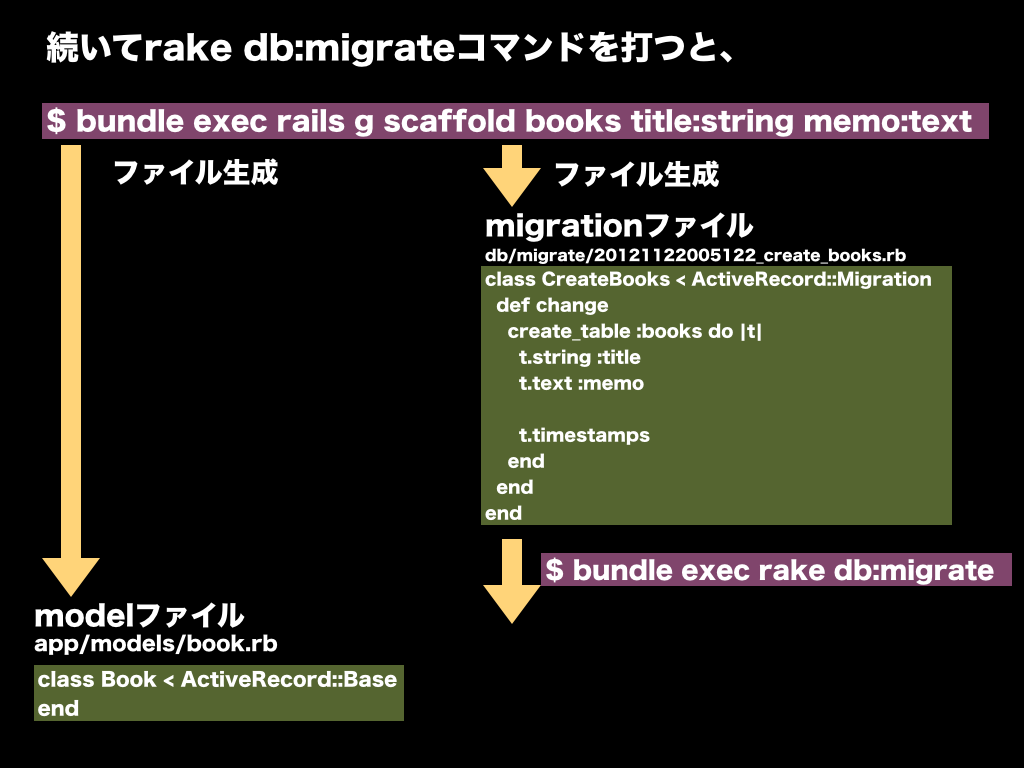 続いてrake db:migrateコマンドを打つと、
$ bundle exec rails g scaffold books title:string memo:text
ファイル生成
ファイル生成
migrationファイル
db/migrate/20121122005122_create_books.rb
class CreateBooks < ActiveRecord::Migration
  def change
    create_table :books do |t|
      t.string :title
      t.text :memo
      t.timestamps
    end
  end
end
$ bundle exec rake db:migrate
modelファイル
app/models/book.rb
class Book < ActiveRecord::Base
end